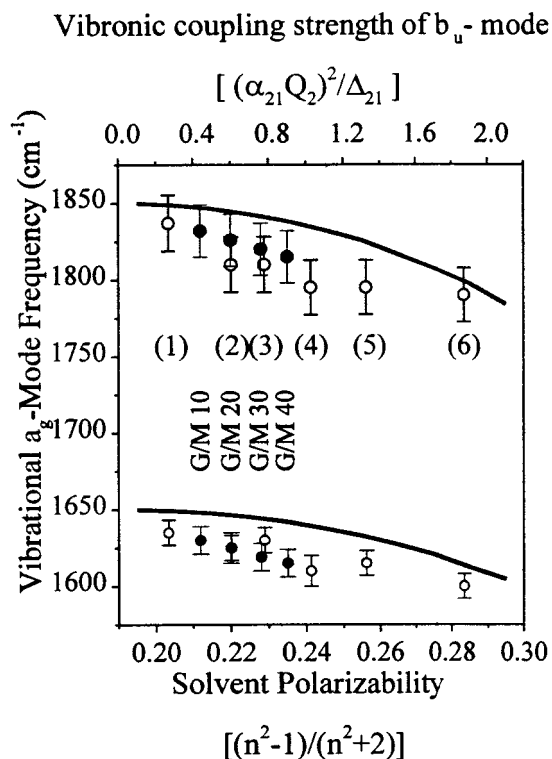 Vibronic coupling strength of b_u- mode
[ (α₂₁Q₂)²/Δ₂₁ ]
0.0 0.4 0.8 1.2 1.6 2.0
Vibrational a_g-Mode Frequency (cm⁻¹)
1850
1800
1750
(1) (2) (3) (4) (5) (6)
1700
G/M 10
G/M 20
G/M 30
G/M 40
1650
1600
0.20 0.22 0.24 0.26 0.28 0.30
Solvent Polarizability
[(n²-1)/(n²+2)]